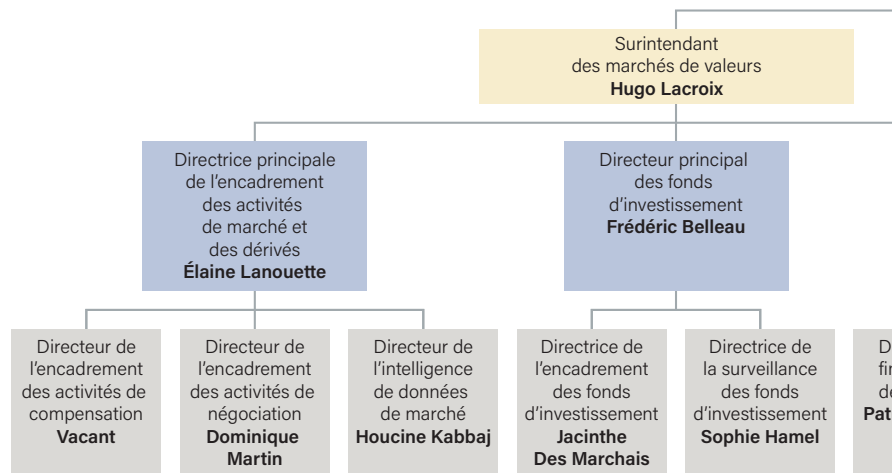 Surintendant
des marchés de valeurs
Hugo Lacroix
Directrice principale
de l'encadrement
des activités
de marché et
des dérivés
Élaine Lanouette
Directeur principal
des fonds
d'investissement
Frédéric Belleau
Directeur de
l'encadrement
des activités de
compensation
Vacant
Directeur de
l'encadrement
des activités de
négociation
Dominique
Martin
Directeur de
l'intelligence
de données
de marché
Houcine Kabbaj
Directrice de
l'encadrement
des fonds
d'investissement
Jacinthe
Des Marchais
Directrice de
la surveillance
des fonds
d'investissement
Sophie Hamel